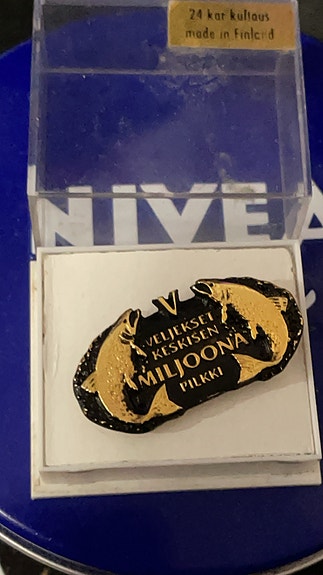 24 kar kultaus
made in Finland
NIVEA
V
VELJEKSET
KESKISEN
MILJOONA
PILKKI